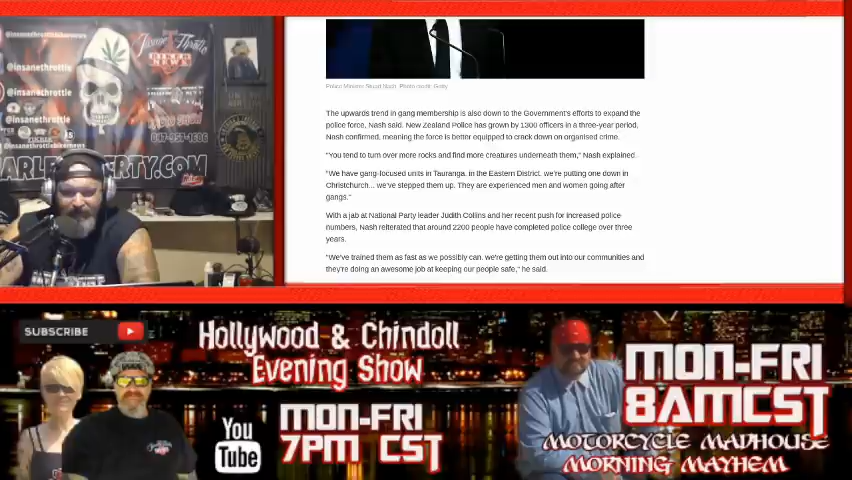 @insanethrottle
@insanethrottle
@insanethrottle
@insanethrottlebikernews
Insane Throttle
BIKER
NEWS
HARLEYLIBERTY.COM
Police Minister Stuart Nash. Photo credit: Getty
The upwards trend in gang membership is also down to the Government's efforts to expand the
police force, Nash said. New Zealand Police has grown by 1300 officers in a three-year period,
Nash confirmed, meaning the force is better equipped to crack down on organised crime.
"You tend to turn over more rocks and find more creatures underneath them," Nash explained.
"We have gang-focused units in Tauranga, in the Eastern District, we're putting one down in
Christchurch... we've stepped them up. They are experienced men and women going after
gangs."
With a jab at National Party leader Judith Collins and her recent push for increased police
numbers, Nash reiterated that around 2200 people have completed police college over three
years.
"We've trained them as fast as we possibly can, we're getting them out into our communities and
they're doing an awesome job at keeping our people safe," he said.
SUBSCRIBE
Hollywood & Chindoll
Evening Show
You
Tube
MON-FRI
7PM CST
MON-FRI
8AMCST
MOTORCYCLE MADHOUSE
MORNING MAYHEM